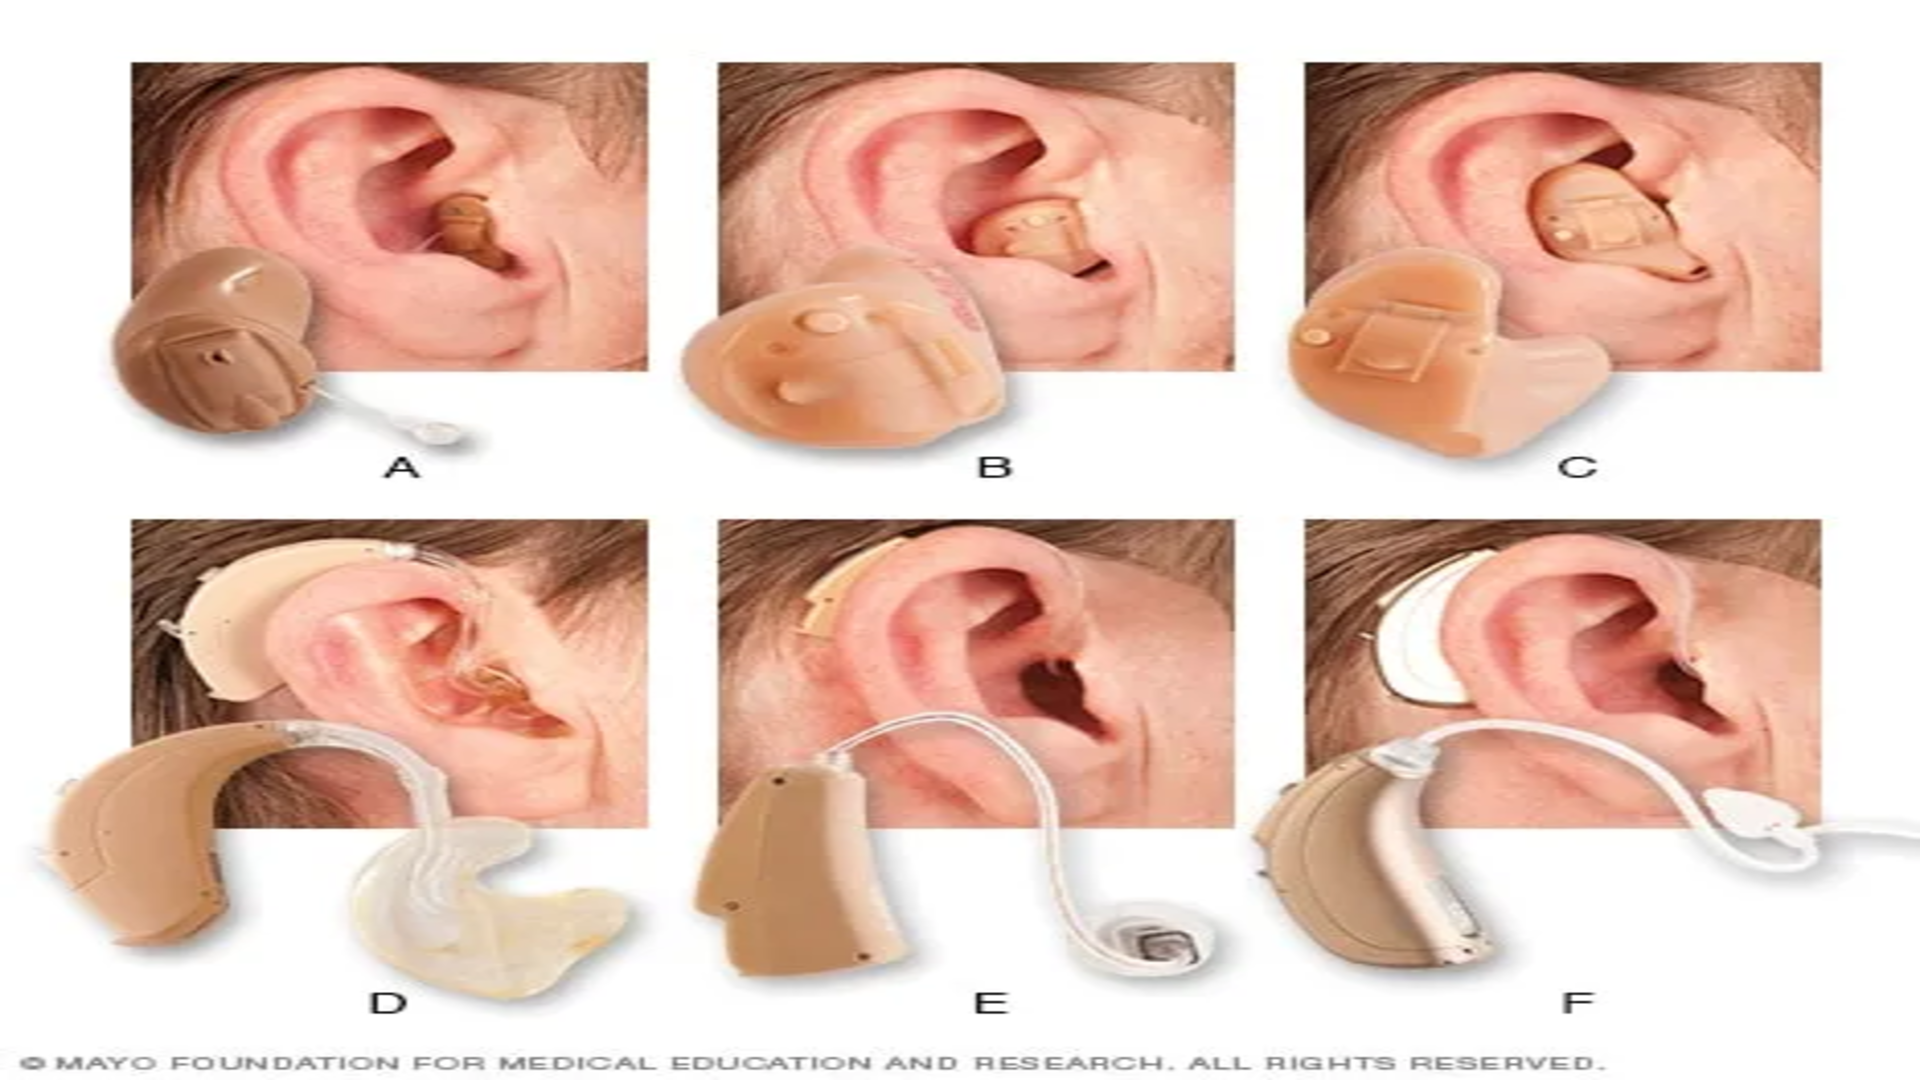 A
B
C
D
E
F
© MAYO FOUNDATION FOR MEDICAL EDUCATION AND RESEARCH. ALL RIGHTS RESERVED.